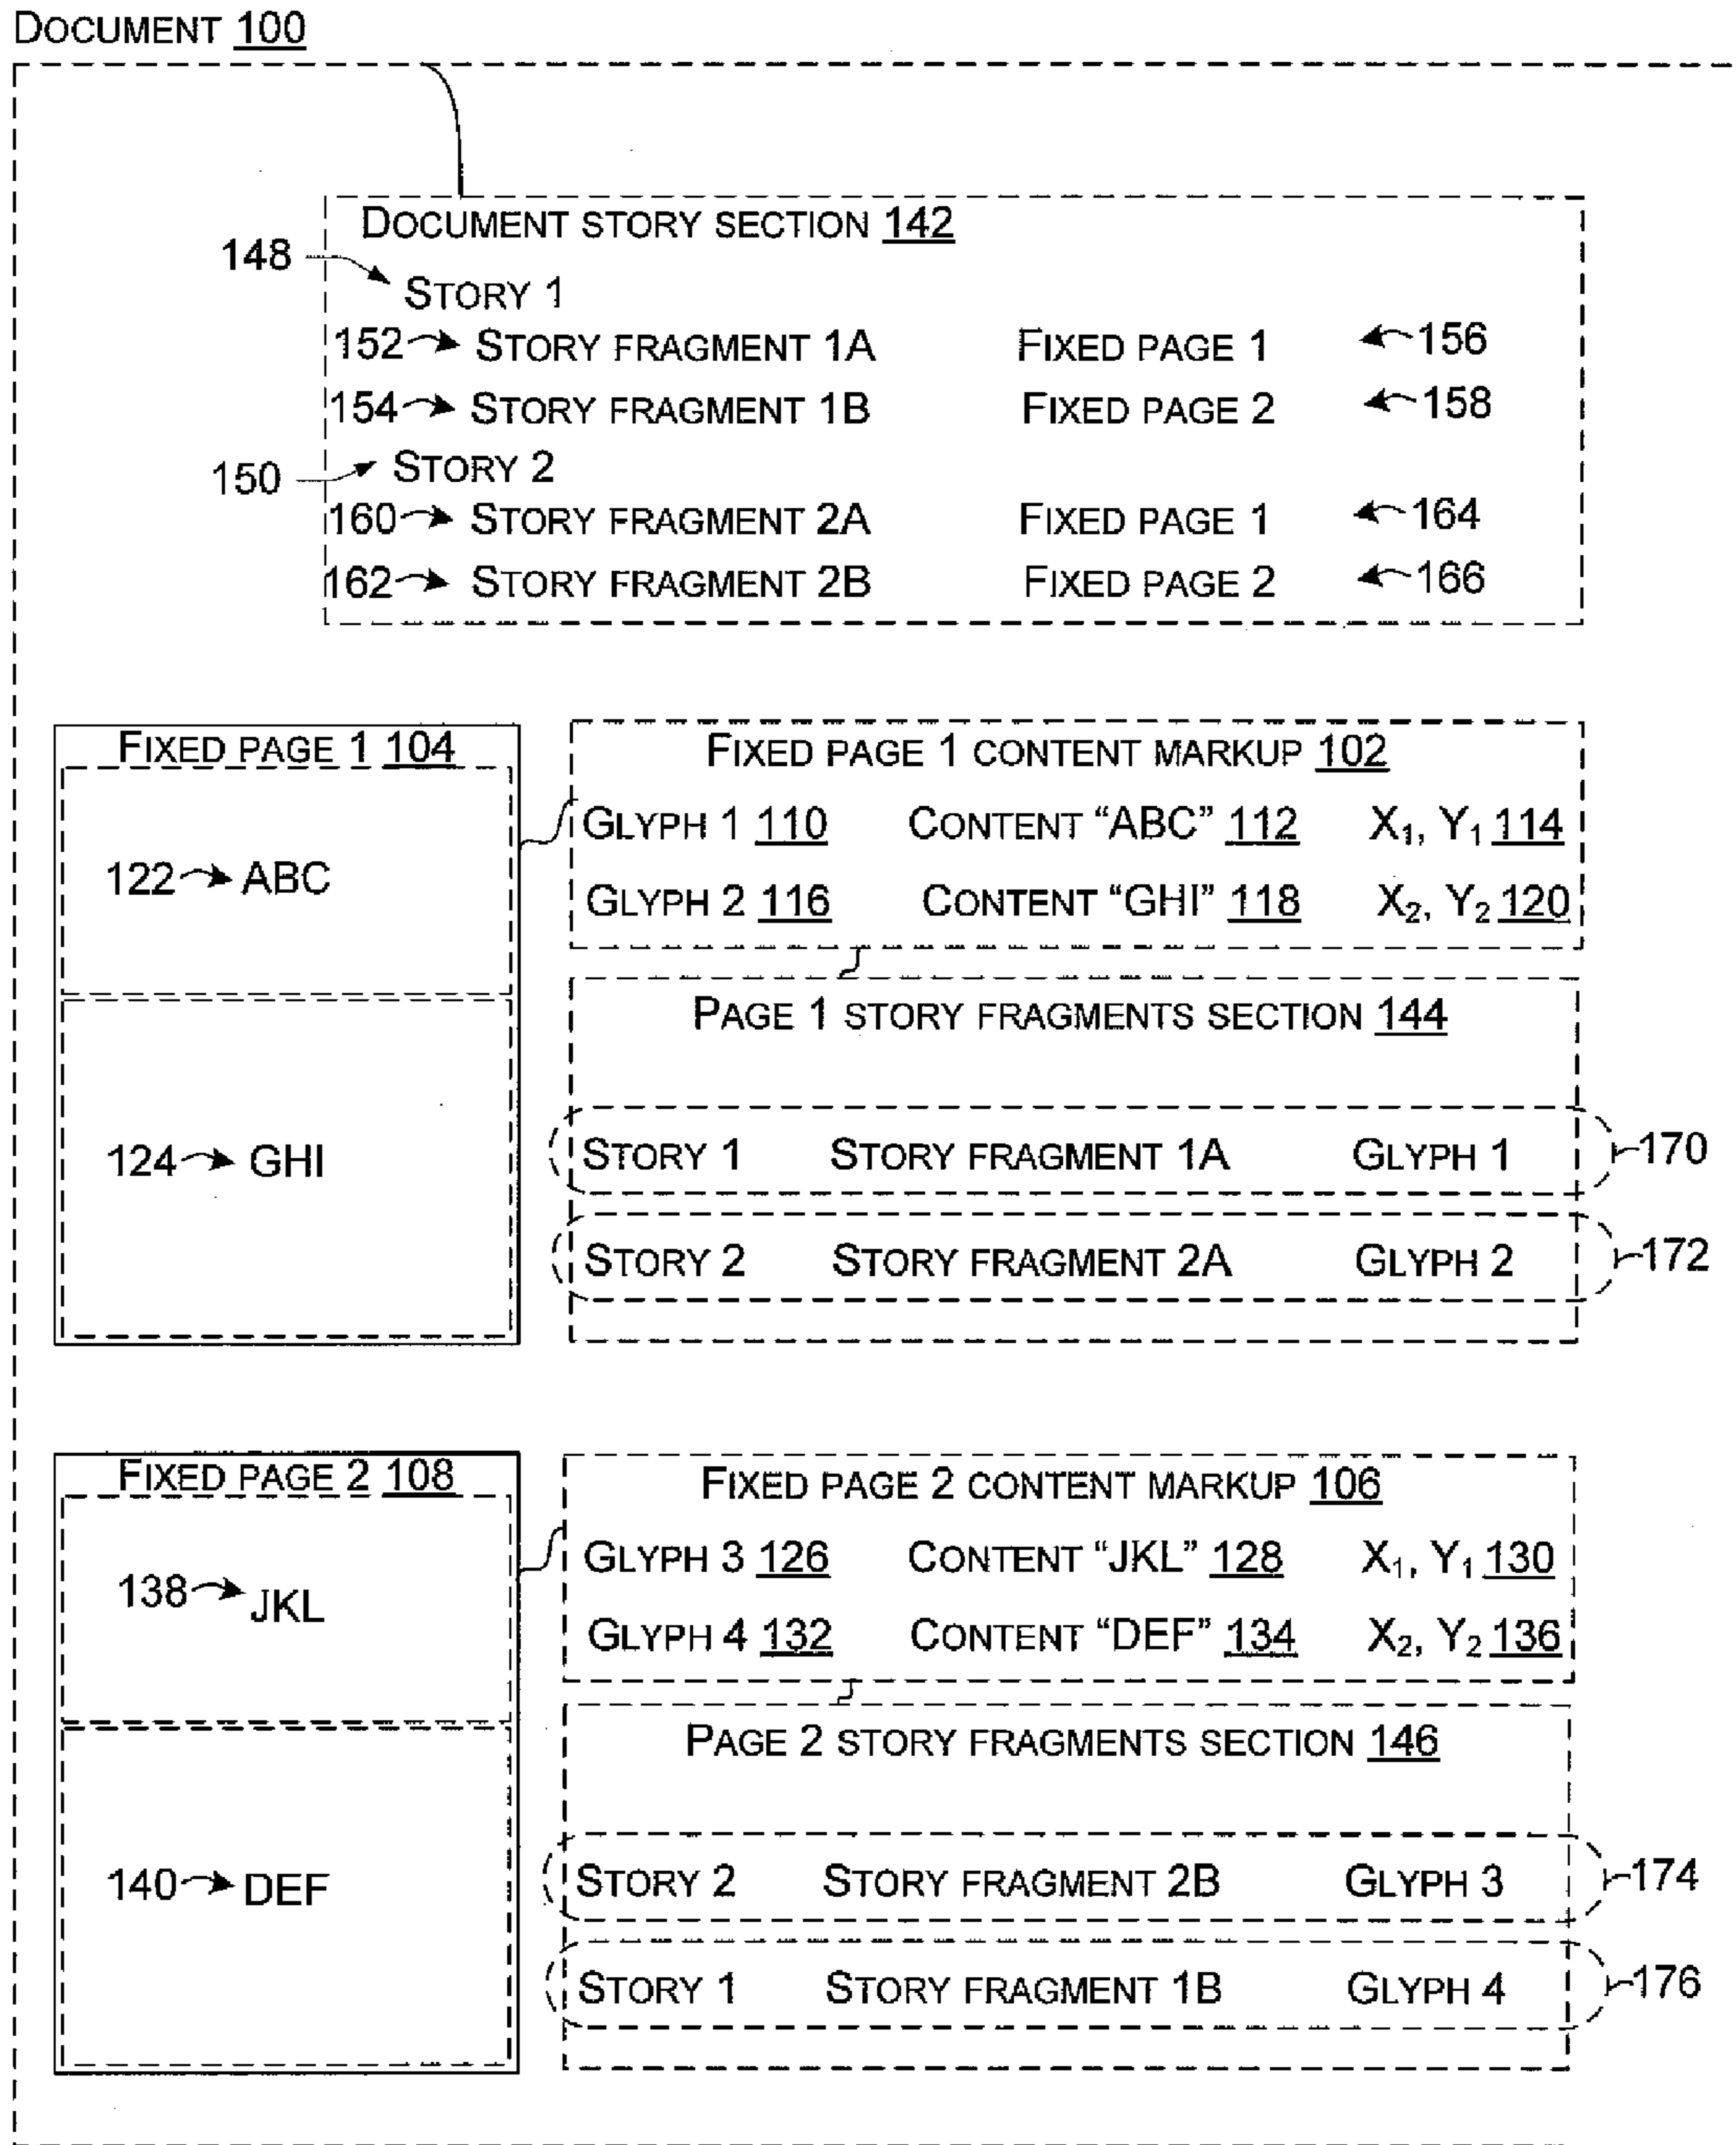 DOCUMENT 100
DOCUMENT STORY SECTION 142
148
STORY 1
152 STORY FRAGMENT 1A FIXED PAGE 1 156
154 STORY FRAGMENT 1B FIXED PAGE 2 158
150 STORY 2
160 STORY FRAGMENT 2A FIXED PAGE 1 164
162 STORY FRAGMENT 2B FIXED PAGE 2 166
FIXED PAGE 1 104
122 ABC
124 GHI
FIXED PAGE 1 CONTENT MARKUP 102
GLYPH 1 110 CONTENT “ABC” 112 X₁, Y₁ 114
GLYPH 2 116 CONTENT “GHI” 118 X₂, Y₂ 120
PAGE 1 STORY FRAGMENTS SECTION 144
STORY 1 STORY FRAGMENT 1A GLYPH 1 170
STORY 2 STORY FRAGMENT 2A GLYPH 2 172
FIXED PAGE 2 108
138 JKL
140 DEF
FIXED PAGE 2 CONTENT MARKUP 106
GLYPH 3 126 CONTENT “JKL” 128 X₁, Y₁ 130
GLYPH 4 132 CONTENT “DEF” 134 X₂, Y₂ 136
PAGE 2 STORY FRAGMENTS SECTION 146
STORY 2 STORY FRAGMENT 2B GLYPH 3 174
STORY 1 STORY FRAGMENT 1B GLYPH 4 176